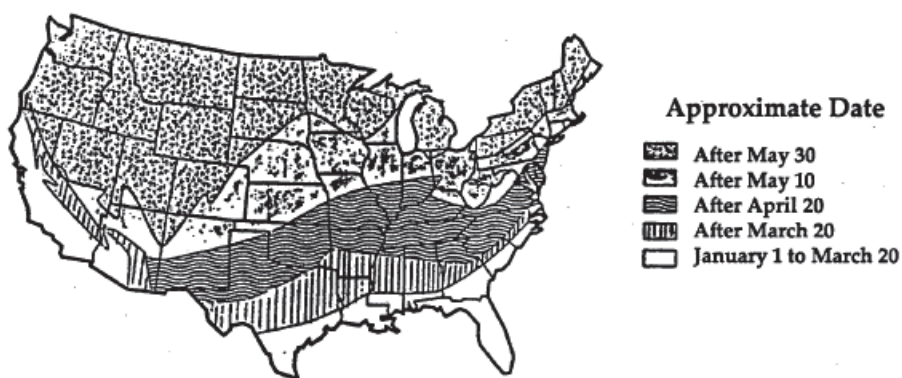 Approximate Date
After May 30
After May 10
After April 20
After March 20
January 1 to March 20